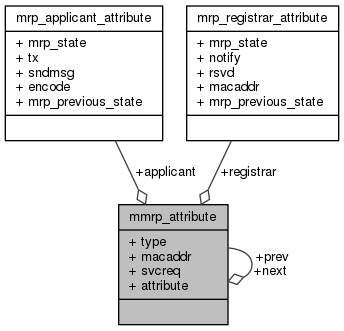 mrp_applicant_attribute
+ mrp_state
+ tx
+ sndmsg
+ encode
+ mrp_previous_state
mrp_registrar_attribute
+ mrp_state
+ notify
+ rsvd
+ macaddr
+ mrp_previous_state
+applicant
+registrar
mmrp_attribute
+ type
+ macaddr
+ svcreq
+ attribute
+prev
+next